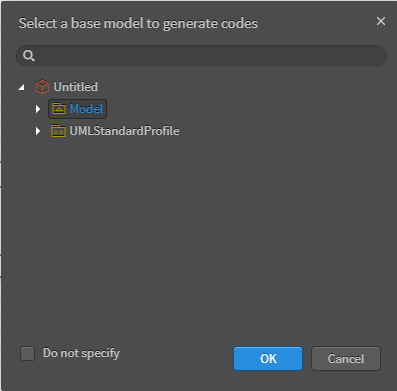 Select a base model to generate codes
Untitled
Model
UMLStandardProfile
Do not specify
OK
Cancel